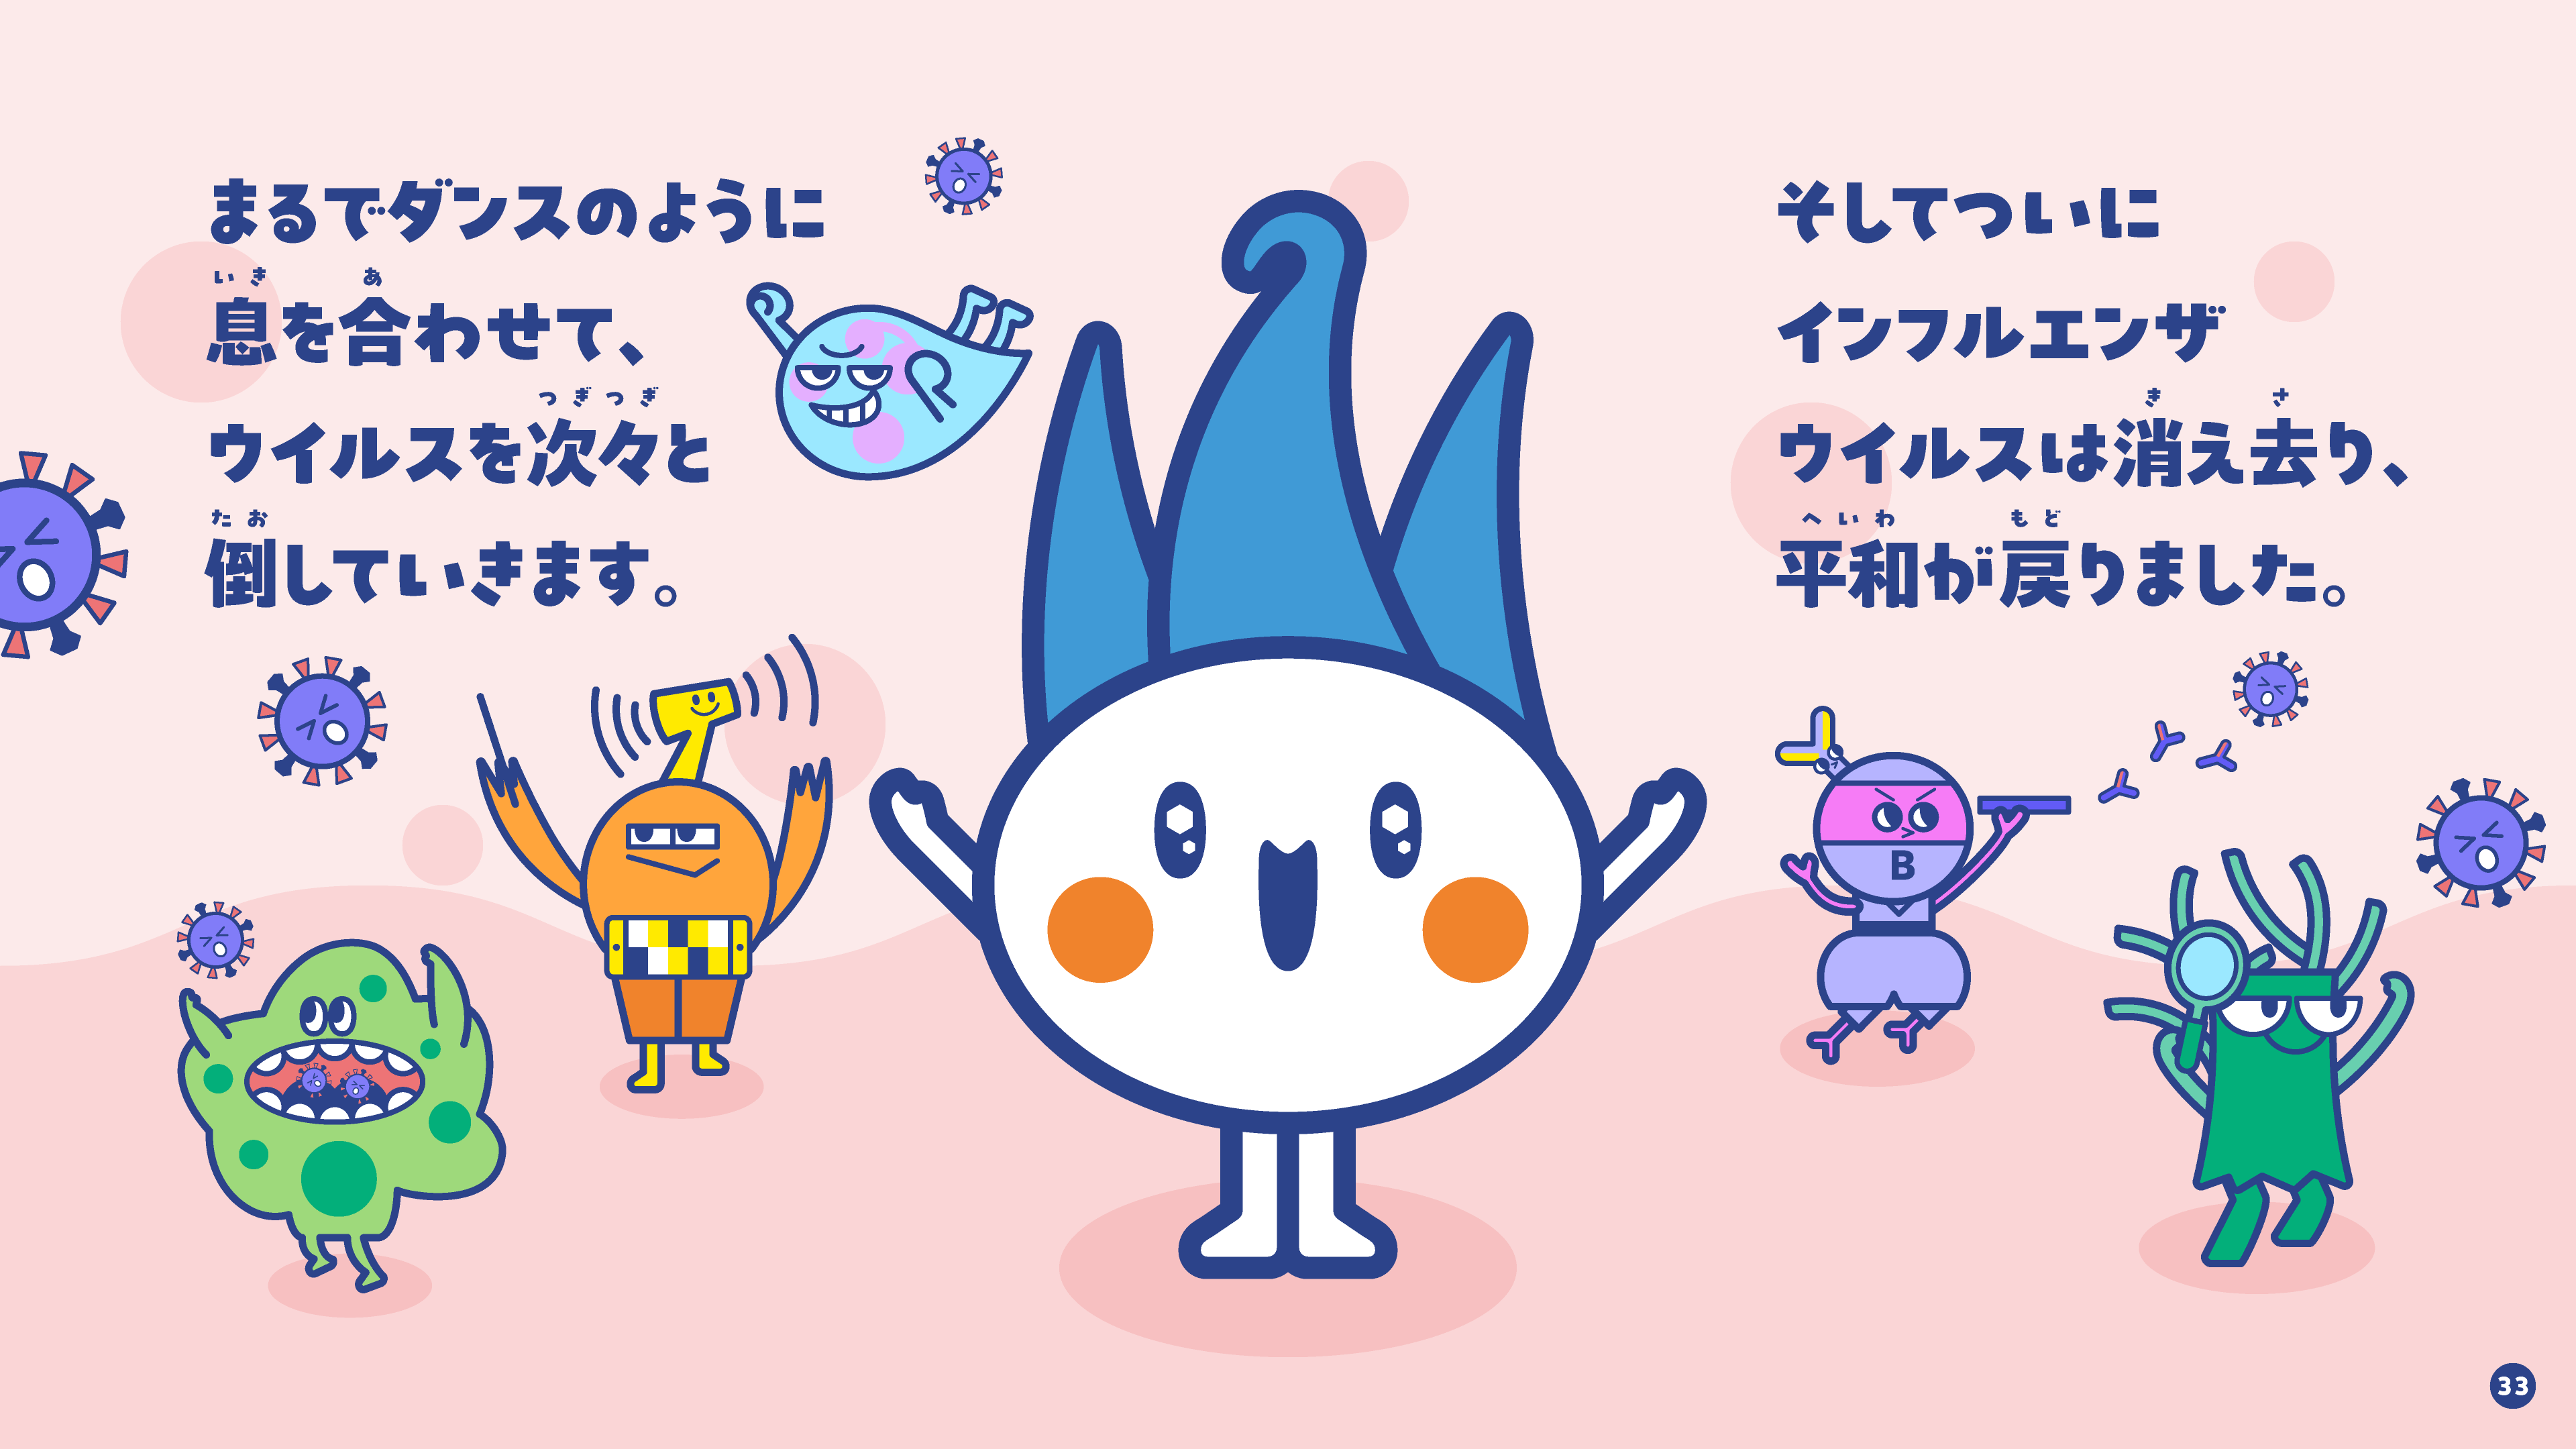 まるでダンスのように
いき あ
息を合わせて、
つぎつぎ
ウイルスを次々と
たお
倒していきます。
そしてついに
インフルエンザ
き さ
ウイルスは消え去り、
へいわ もど
平和が戻りました。
B
33